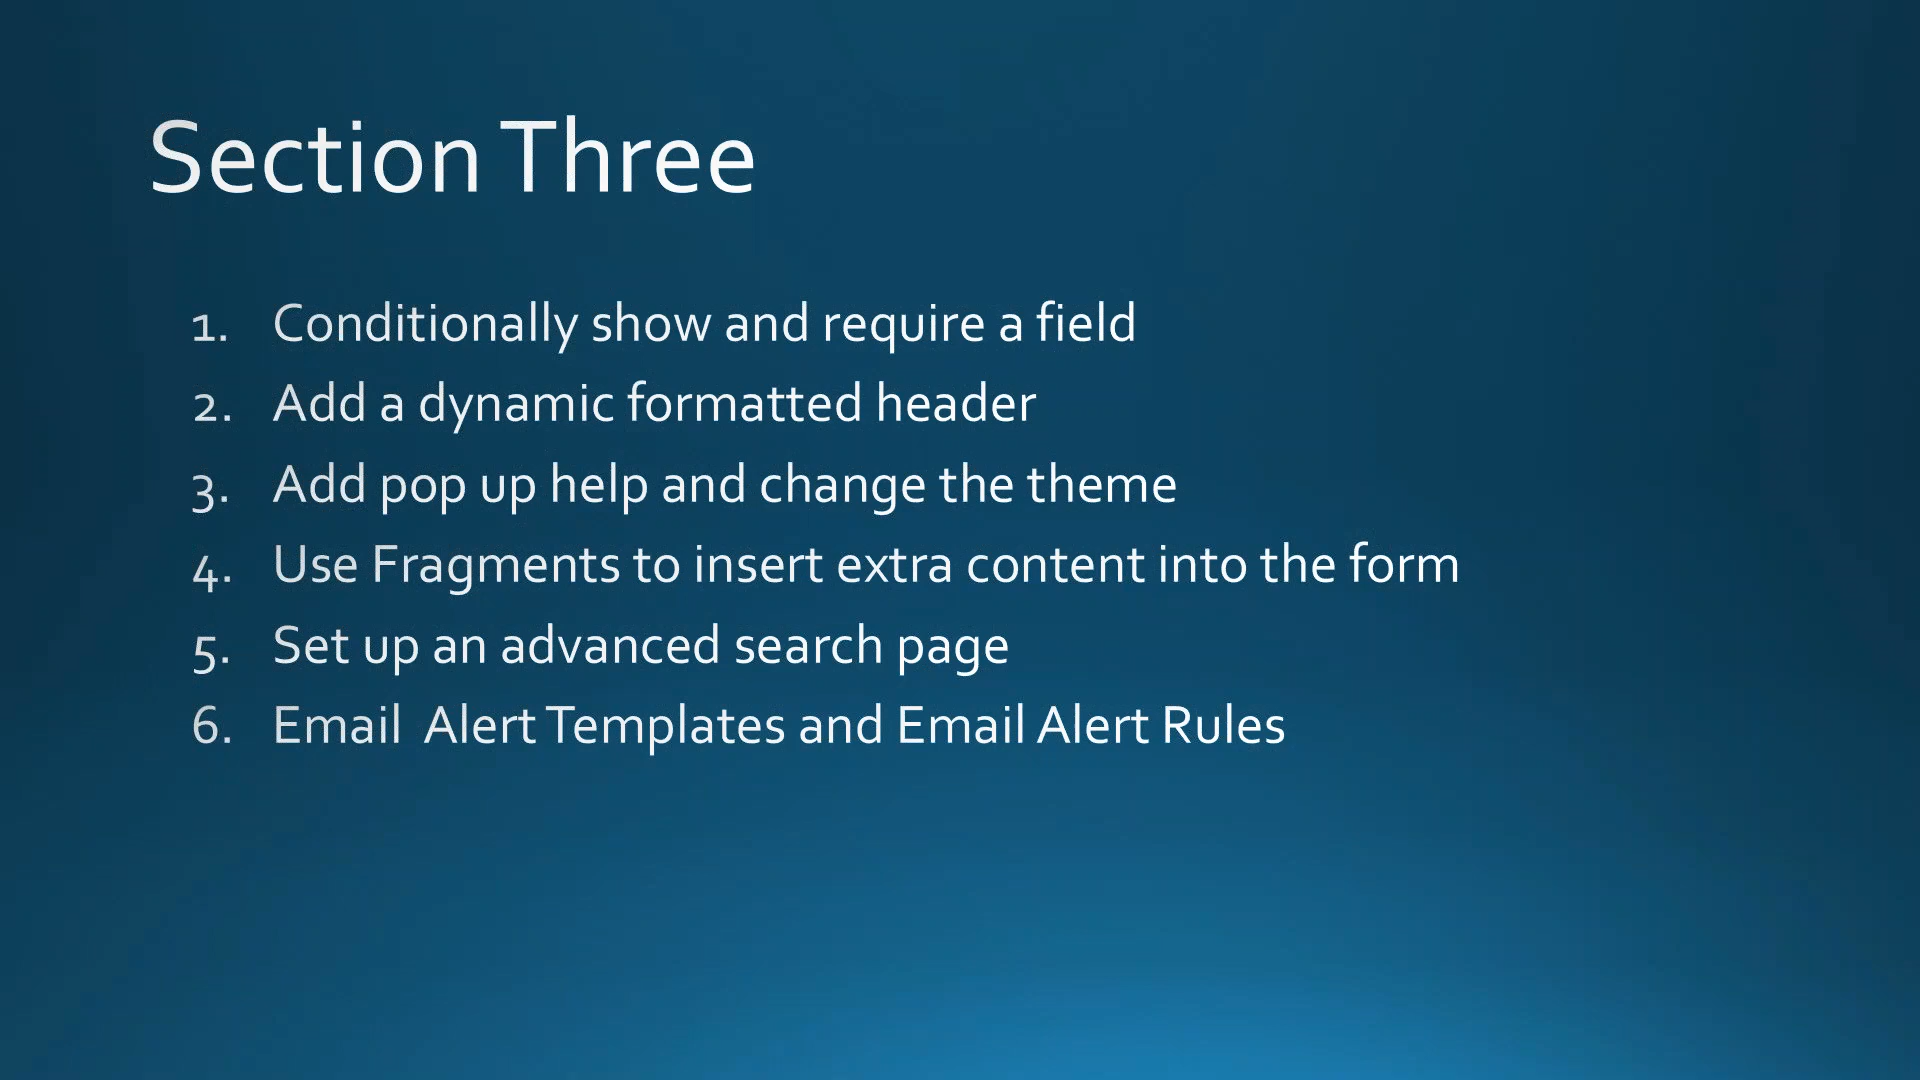 Section Three
1. Conditionally show and require a field
2. Add a dynamic formatted header
3. Add pop up help and change the theme
4. Use Fragments to insert extra content into the form
5. Set up an advanced search page
6. Email  Alert Templates and Email Alert Rules